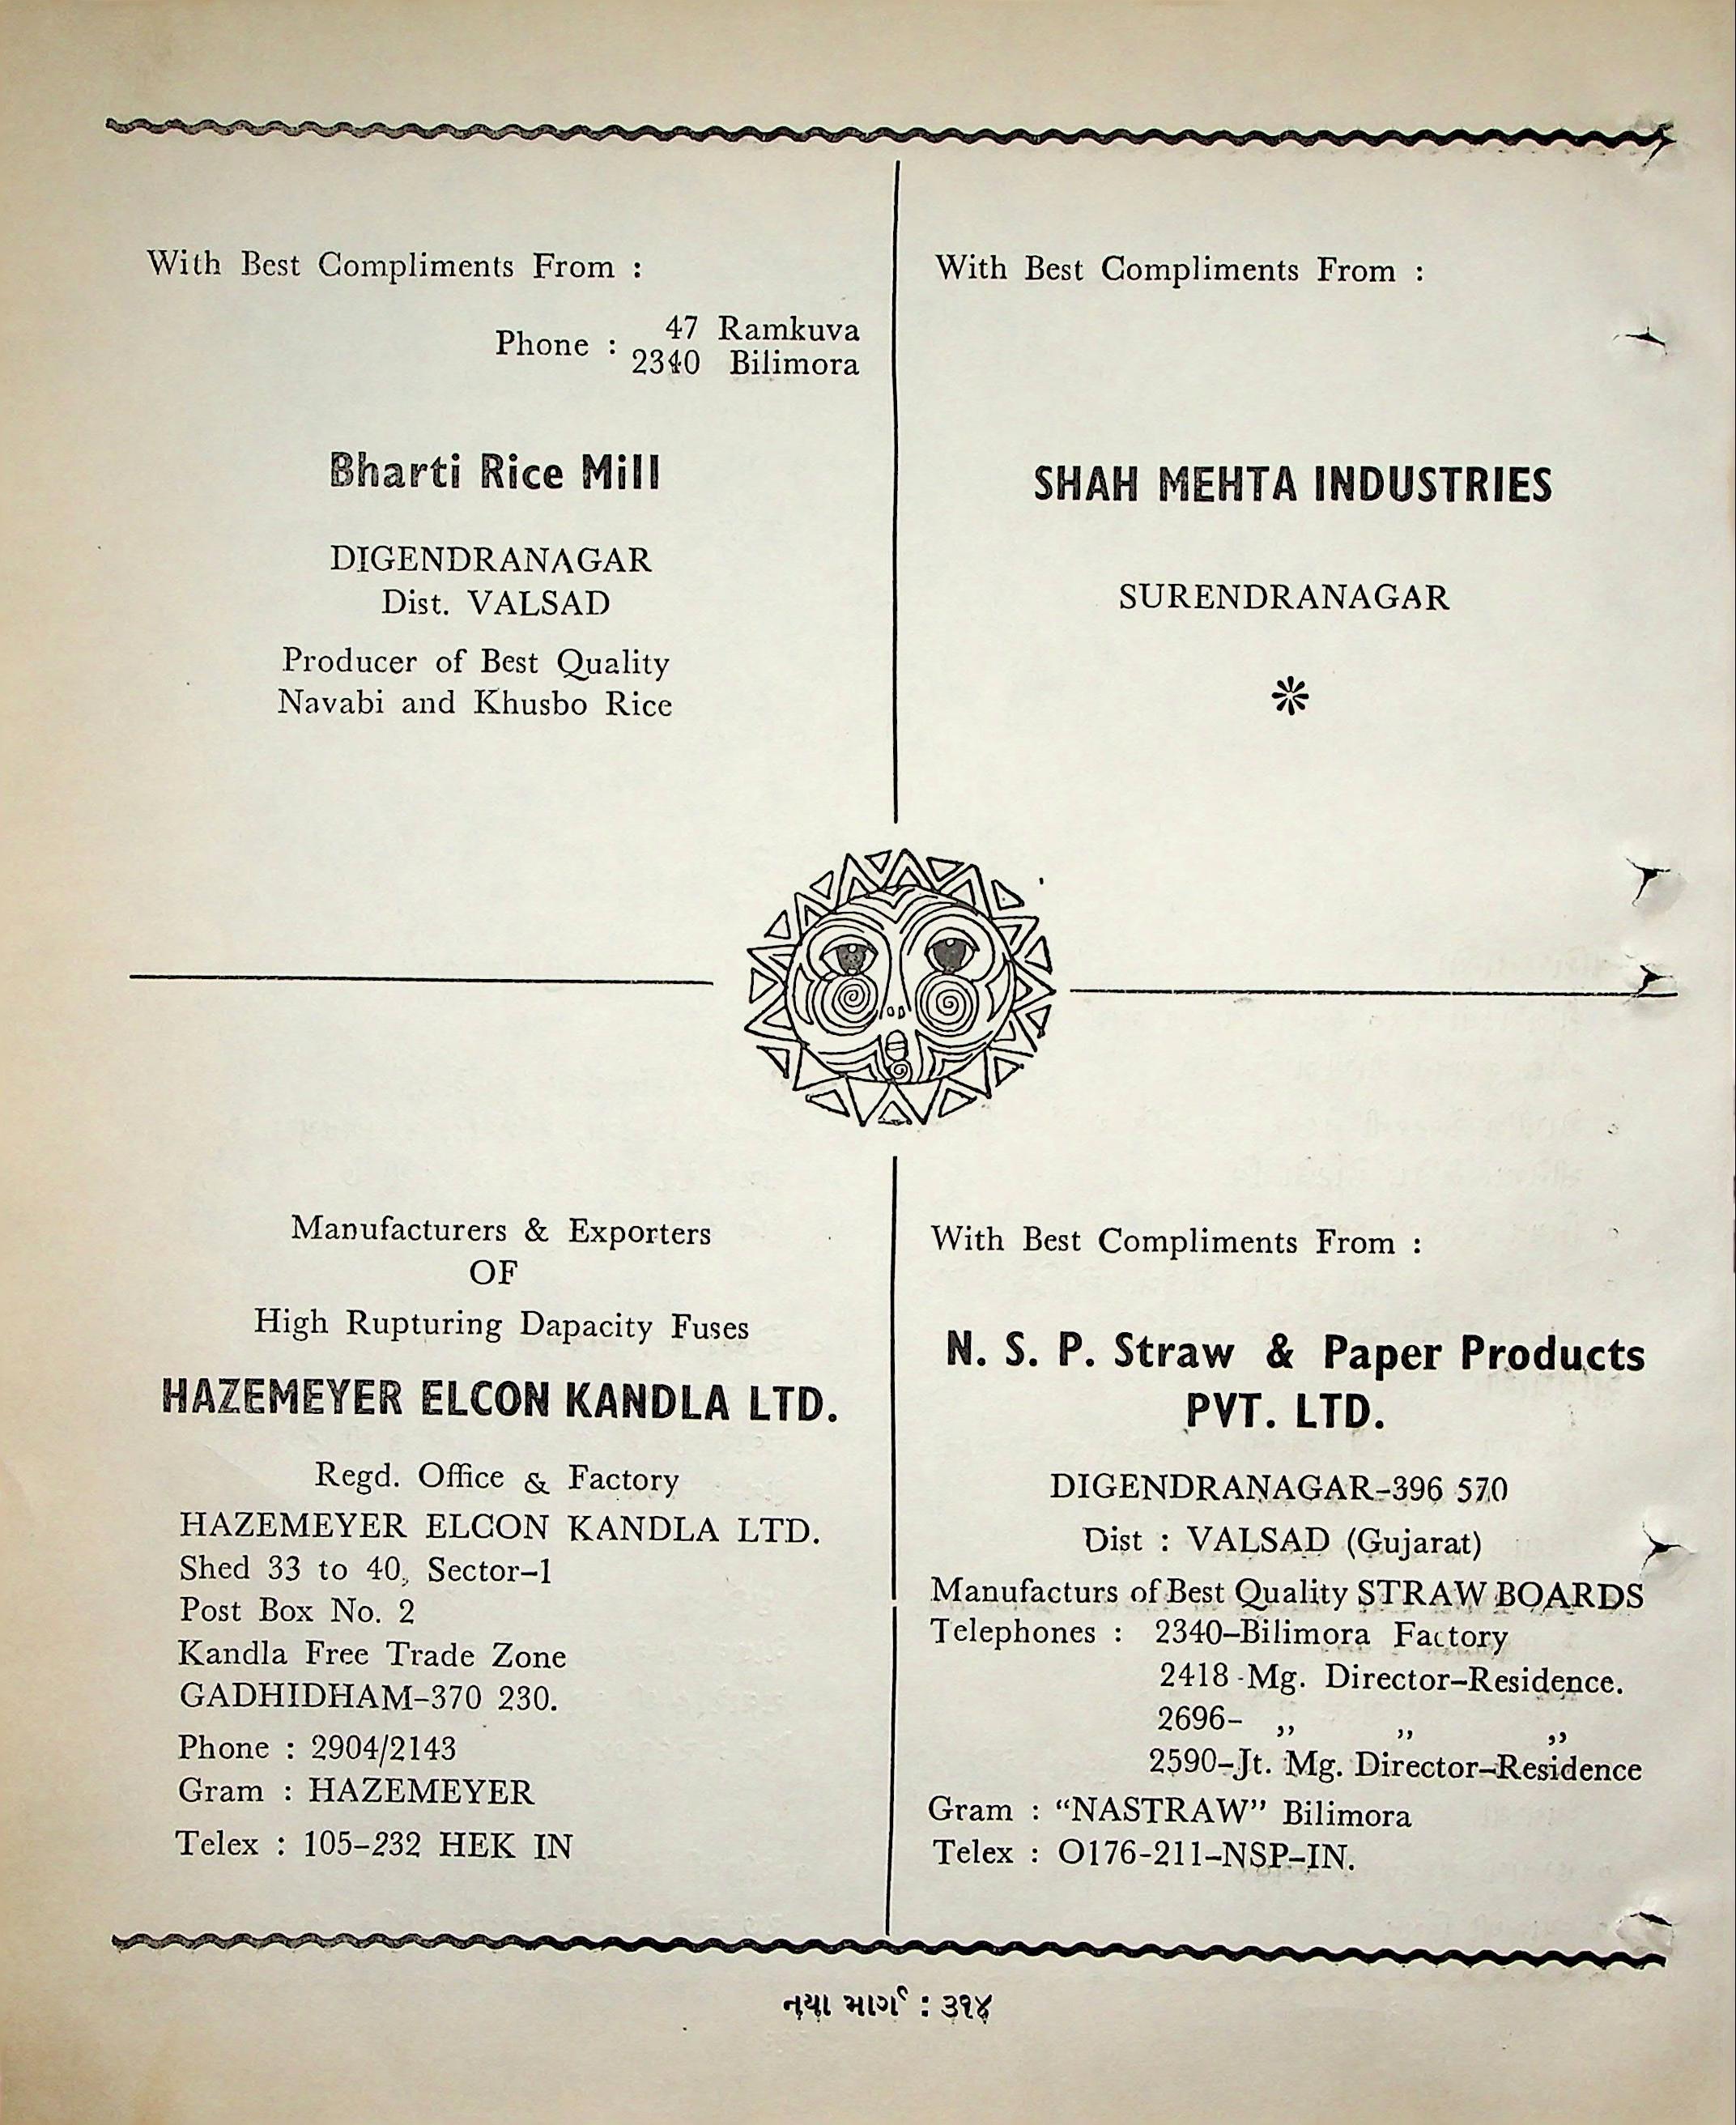 With Best Compliments From :
Phone : 47 Ramkuva
2340 Bilimora
Bharti Rice Mill
DIGENDRANAGAR
Dist. VALSAD
Producer of Best Quality
Navabi and Khusbo Rice
With Best Compliments From :
SHAH MEHTA INDUSTRIES
SURENDRANAGAR
Manufacturers & Exporters
OF
High Rupturing Dapacity Fuses
HAZEMEYER ELCON KANDLA LTD.
Regd. Office & Factory
HAZEMEYER ELCON KANDLA LTD.
Shed 33 to 40, Sector-1
Post Box No. 2
Kandla Free Trade Zone
GADHIDHAM-370 230.
Phone : 2904/2143
Gram : HAZEMEYER
Telex : 105-232 HEK IN
With Best Compliments From :
N. S. P. Straw & Paper Products
PVT. LTD.
DIGENDRANAGAR-396 570
Dist : VALSAD (Gujarat)
Manufacturs of Best Quality STRAW BOARDS
Telephones : 2340-Bilimora Factory
2418-Mg. Director-Residence.
2696- ,, ,, ,,
2590-Jt. Mg. Director-Residence
Gram : “NASTRAW” Bilimora
Telex : O176-211-NSP-IN.
નયા માર્ગ : ૩૧૪